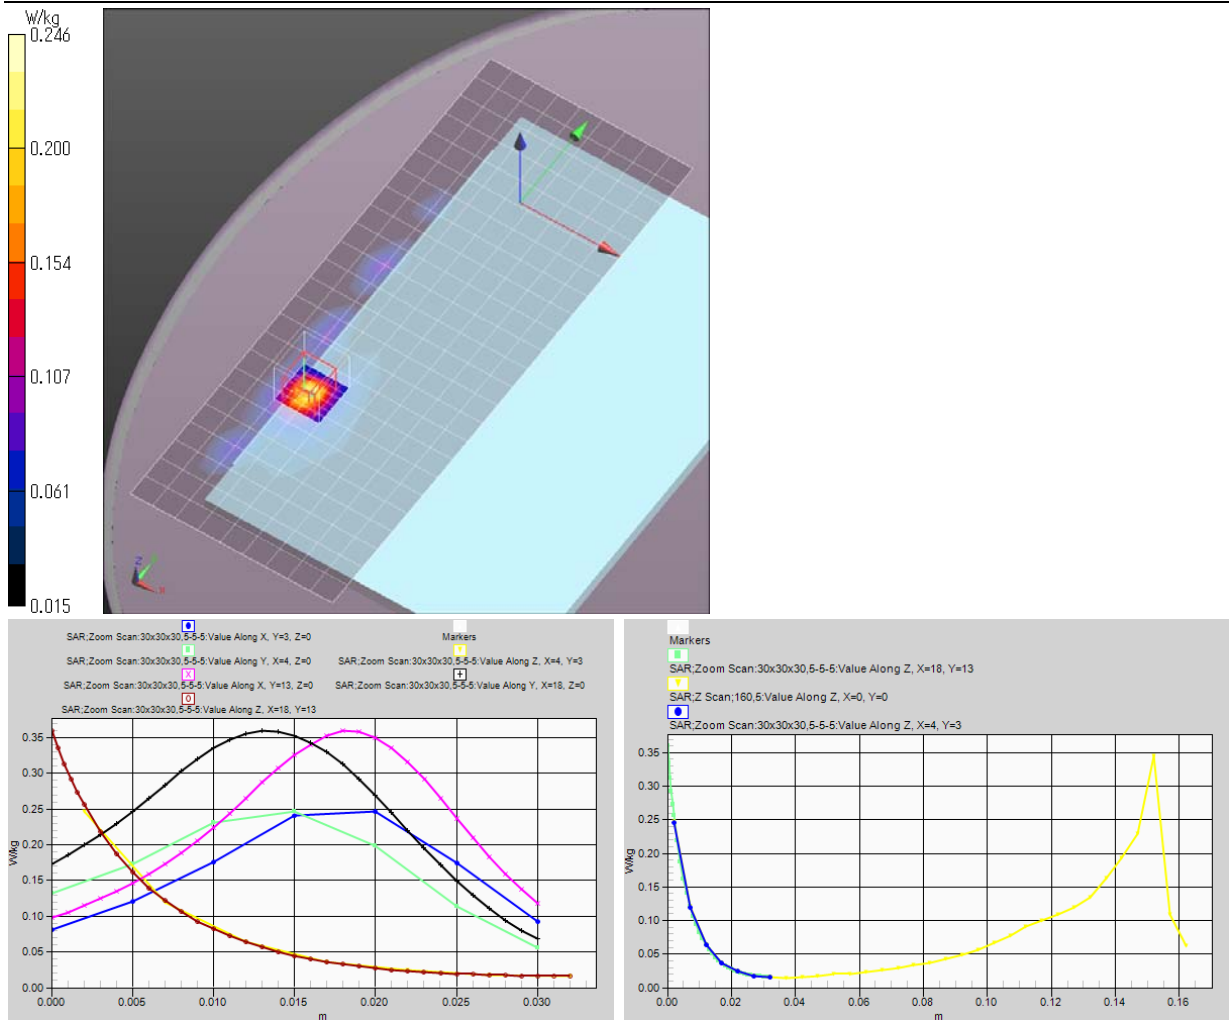 W/kg
0.246
0.200
0.154
0.107
0.061
0.015
Z
X
SAR;Zoom Scan:30x30x30,5-5-5:Value Along X, Y=3, Z=0
Markers
SAR;Zoom Scan:30x30x30,5-5-5:Value Along Y, X=4, Z=0
SAR;Zoom Scan:30x30x30,5-5-5:Value Along Z, X=4, Y=3
SAR;Zoom Scan:30x30x30,5-5-5:Value Along X, Y=13, Z=0
SAR;Zoom Scan:30x30x30,5-5-5:Value Along Y, X=18, Z=0
SAR;Zoom Scan:30x30x30,5-5-5:Value Along Z, X=18, Y=13
0.35
0.30
0.25
0.20
0.15
0.10
0.05
0.00
W/kg
0.000 0.005 0.010 0.015 0.020 0.025 0.030
m
Markers
SAR;Zoom Scan:30x30x30,5-5-5:Value Along Z, X=18, Y=13
SAR;Z Scan;160,5:Value Along Z, X=0, Y=0
SAR;Zoom Scan:30x30x30,5-5-5:Value Along Z, X=4, Y=3
0.35
0.30
0.25
0.20
0.15
0.10
0.05
0.00
W/kg
0.00 0.02 0.04 0.06 0.08 0.10 0.12 0.14 0.16
m